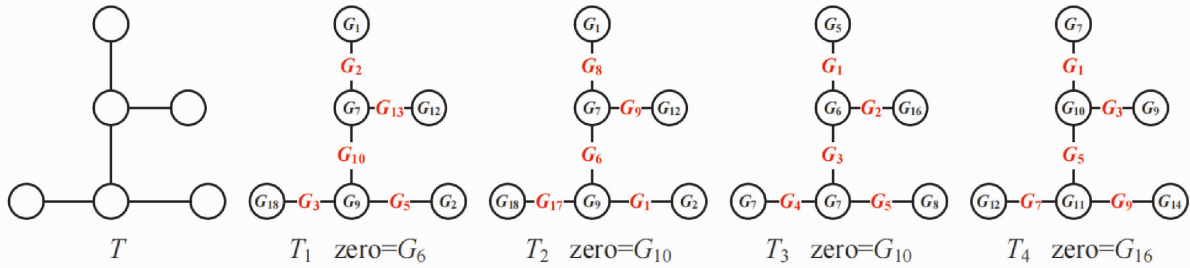 G1 G1 G5 G7
G2 G8 G1 G1
G7 G13 G12 G7 G9 G12 G6 G2 G16 G10 G3 G9
G10 G6 G3 G5
G18 G3 G9 G5 G2 G18 G17 G9 G1 G2 G7 G4 G7 G5 G8 G12 G7 G11 G9 G14
T T1 zero=G6 T2 zero=G10 T3 zero=G10 T4 zero=G16